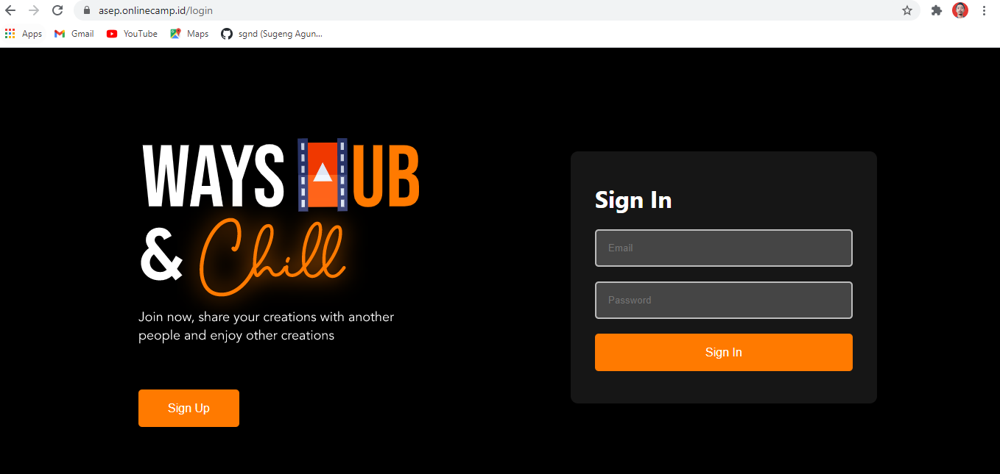 asep.onlinecamp.id/login
Apps Gmail YouTube Maps sgnd (Sugeng Agun...
WAYS HUB
& Chill
Join now, share your creations with another
people and enjoy other creations
Sign Up
Sign In
Email
Password
Sign In